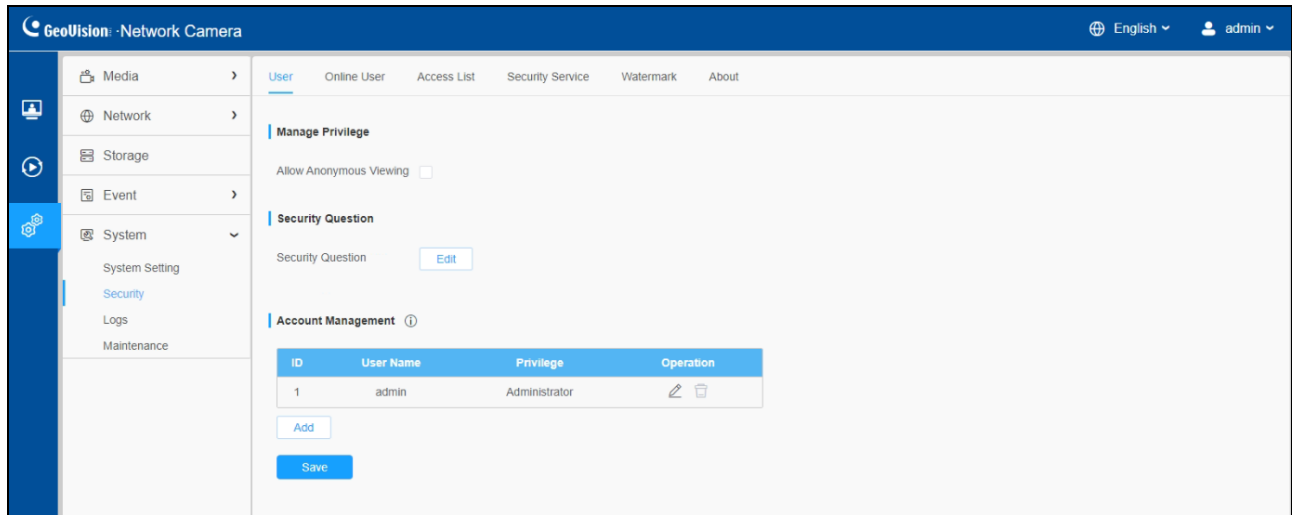 GeoVision -Network Camera
English
admin
Media
Network
Storage
Event
System
System Setting
Security
Logs
Maintenance
User Online User Access List Security Service Watermark About
Manage Privilege
Allow Anonymous Viewing
Security Question
Security Question Edit
Account Management
ID User Name Privilege Operation
1 admin Administrator
Add
Save